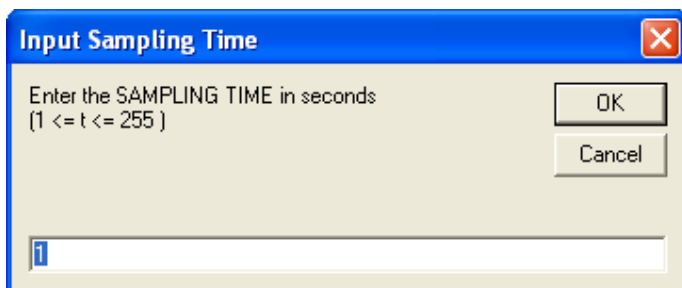 Input Sampling Time
Enter the SAMPLING TIME in seconds
(1 <= t <= 255 )
OK
Cancel
1